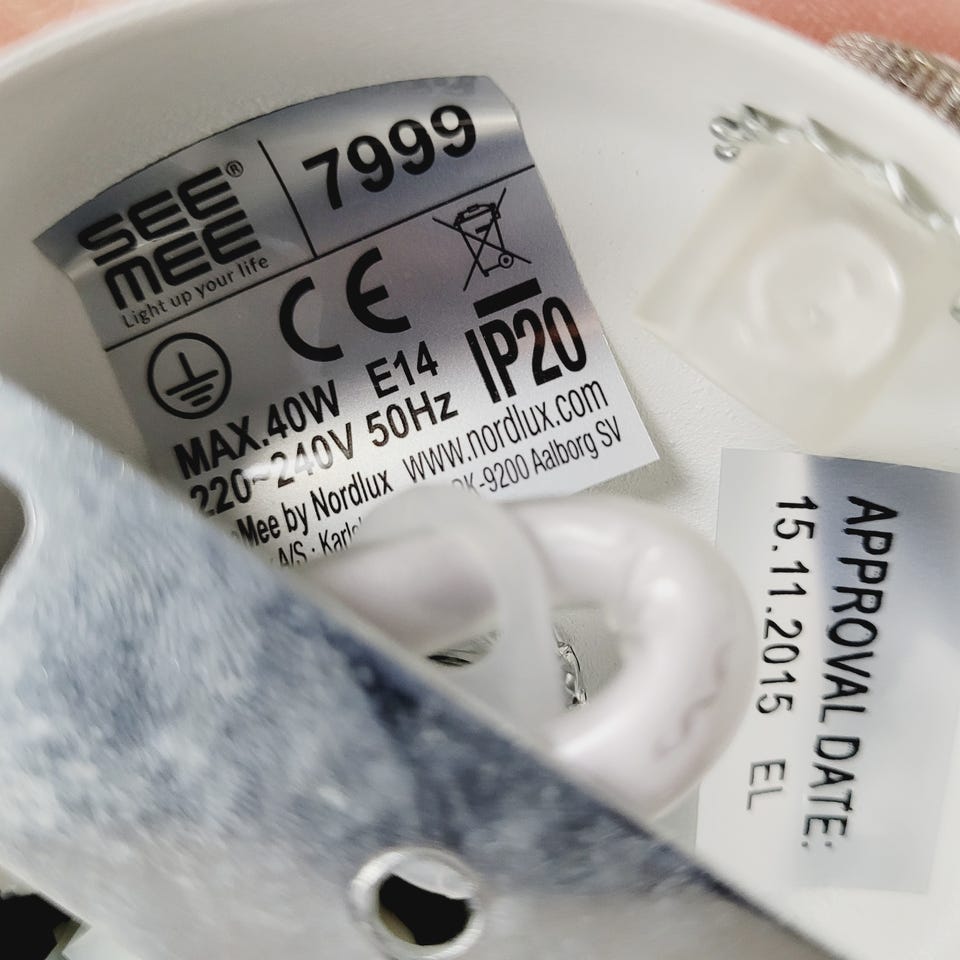 SEE
MEE®
Light up your life
7999
CE
IP20
MAX.40W E14
220~240V 50Hz
Mee by Nordlux www.nordlux.com
A/S · DK-9200 Aalborg SV
APPROVAL DATE:
15.11.2015 EL